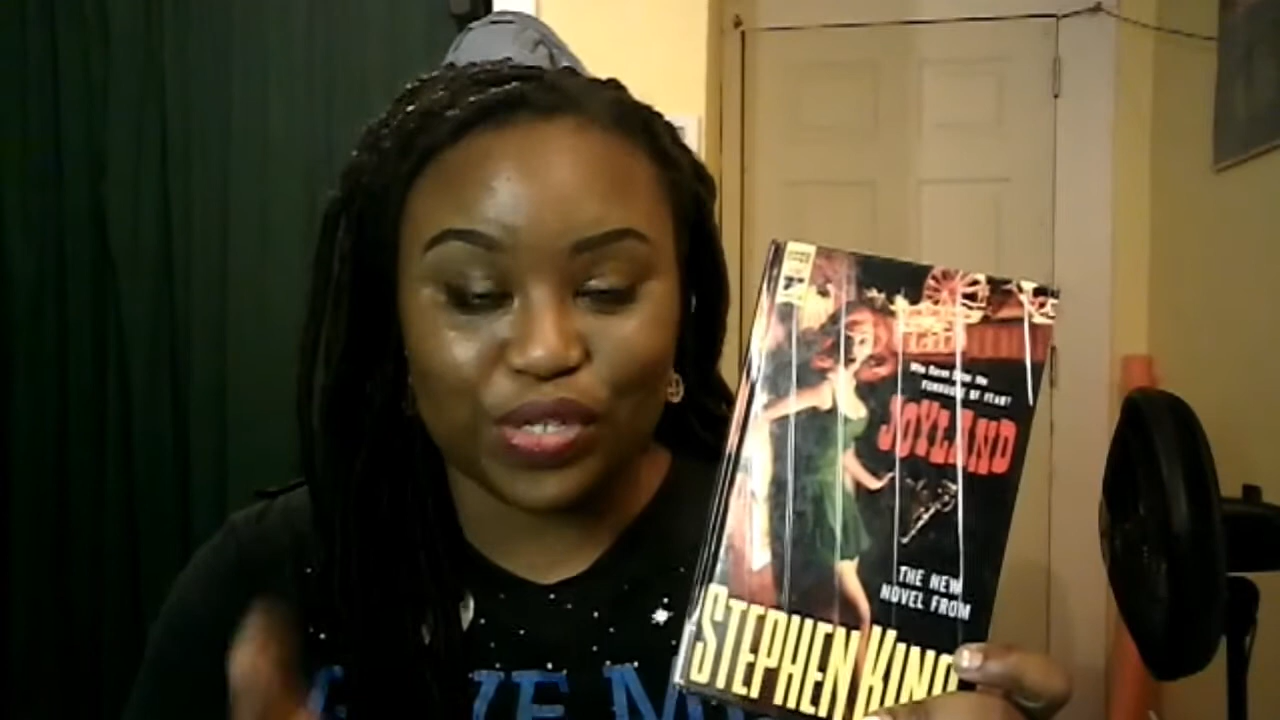 Who Dares Enter the
FUNHOUSE OF FEAR?
JOYLAND
THE NEW
NOVEL FROM
STEPHEN KING